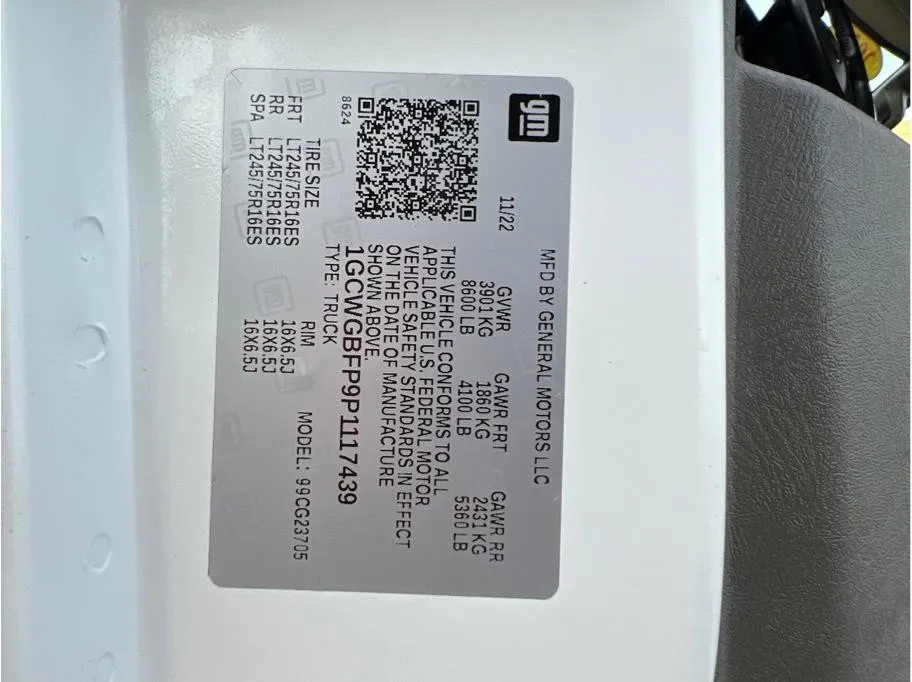 gm
MFD BY GENERAL MOTORS LLC
11/22
GVWR GAWR FRT GAWR RR
3901 KG 1860 KG 2431 KG
8600 LB 4100 LB 5360 LB
THIS VEHICLE CONFORMS TO ALL
APPLICABLE U.S. FEDERAL MOTOR
VEHICLE SAFETY STANDARDS IN EFFECT
ON THE DATE OF MANUFACTURE
SHOWN ABOVE.
1GCWGBFP9P1117439
8624
TYPE: TRUCK
MODEL: 99CG23705
TIRE SIZE RIM
FRT LT245/75R16ES 16X6.5J
RR LT245/75R16ES 16X6.5J
SPA LT245/75R16ES 16X6.5J